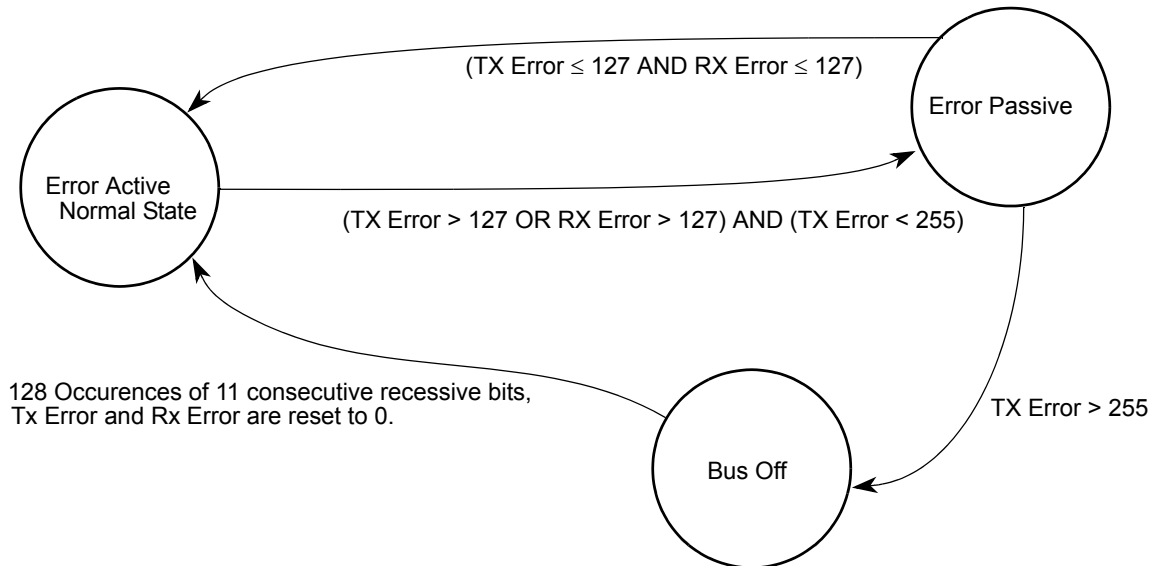 (TX Error ≤ 127 AND RX Error ≤ 127)
Error Passive
Error Active
Normal State
(TX Error > 127 OR RX Error > 127) AND (TX Error < 255)
128 Occurences of 11 consecutive recessive bits,
Tx Error and Rx Error are reset to 0.
TX Error > 255
Bus Off